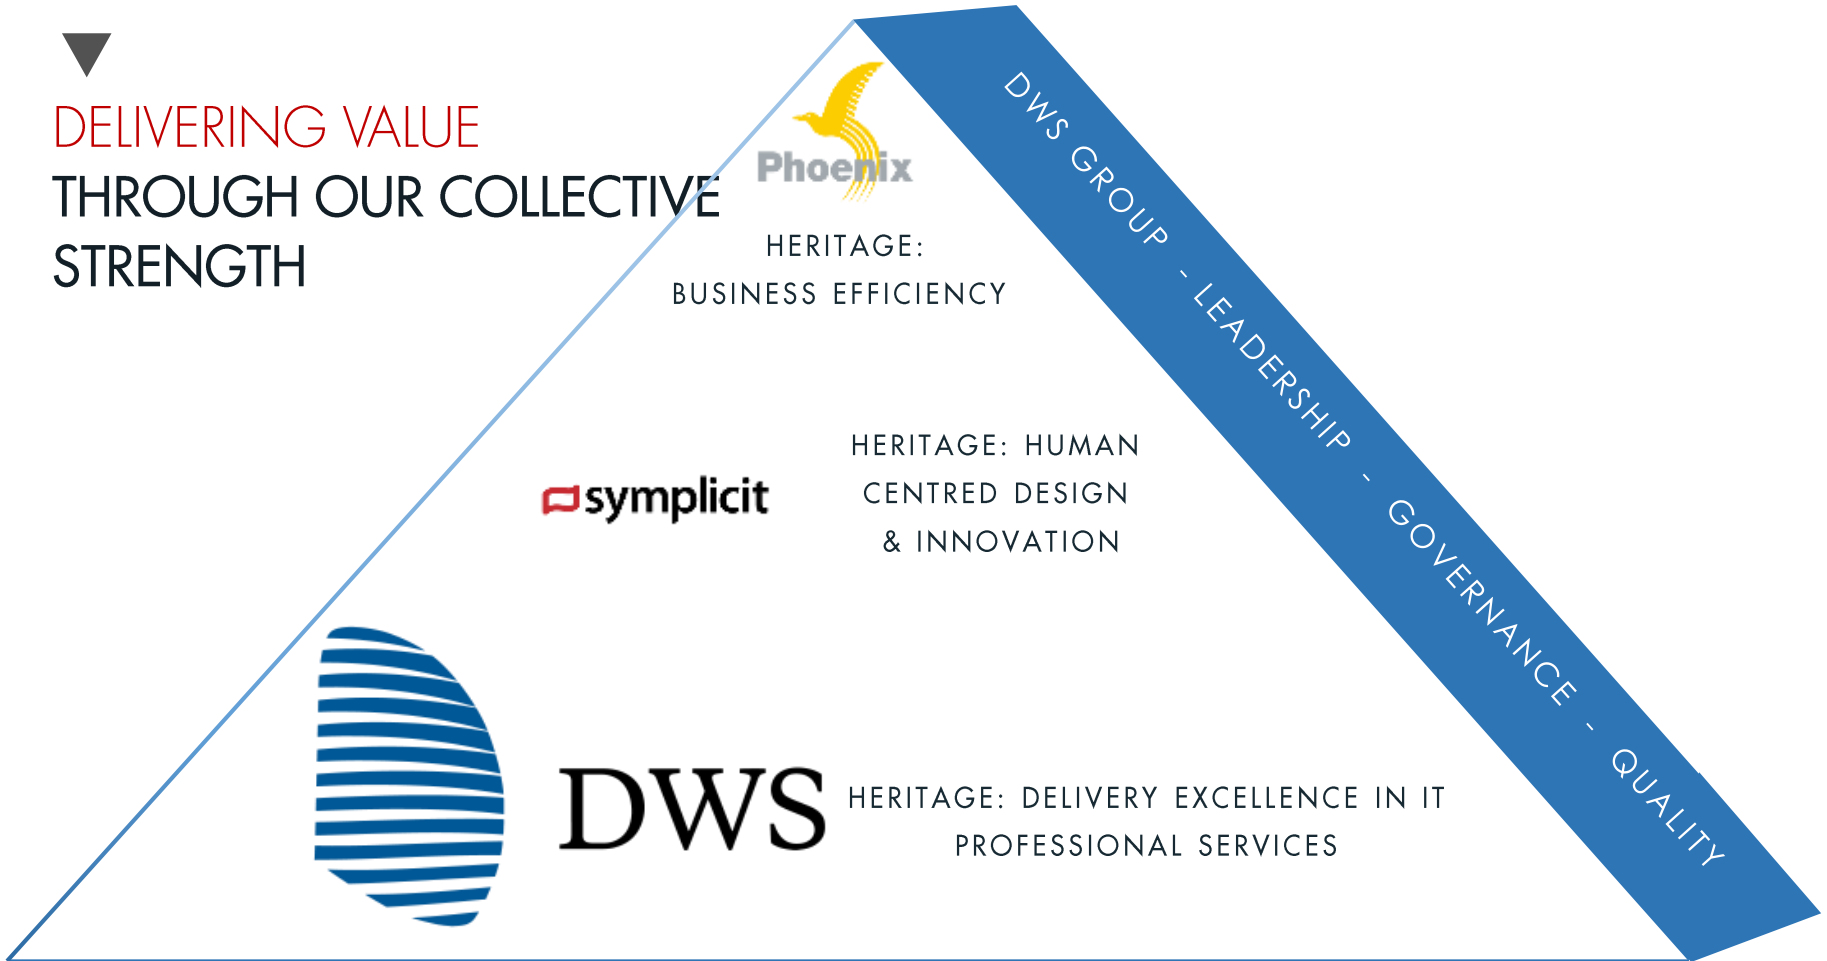 DELIVERING VALUE
THROUGH OUR COLLECTIVE
STRENGTH
Phoenix
HERITAGE:
BUSINESS EFFICIENCY
symplicit
HERITAGE: HUMAN
CENTRED DESIGN
& INNOVATION
DWS
HERITAGE: DELIVERY EXCELLENCE IN IT
PROFESSIONAL SERVICES
DWS GROUP - LEADERSHIP - GOVERNANCE - QUALITY